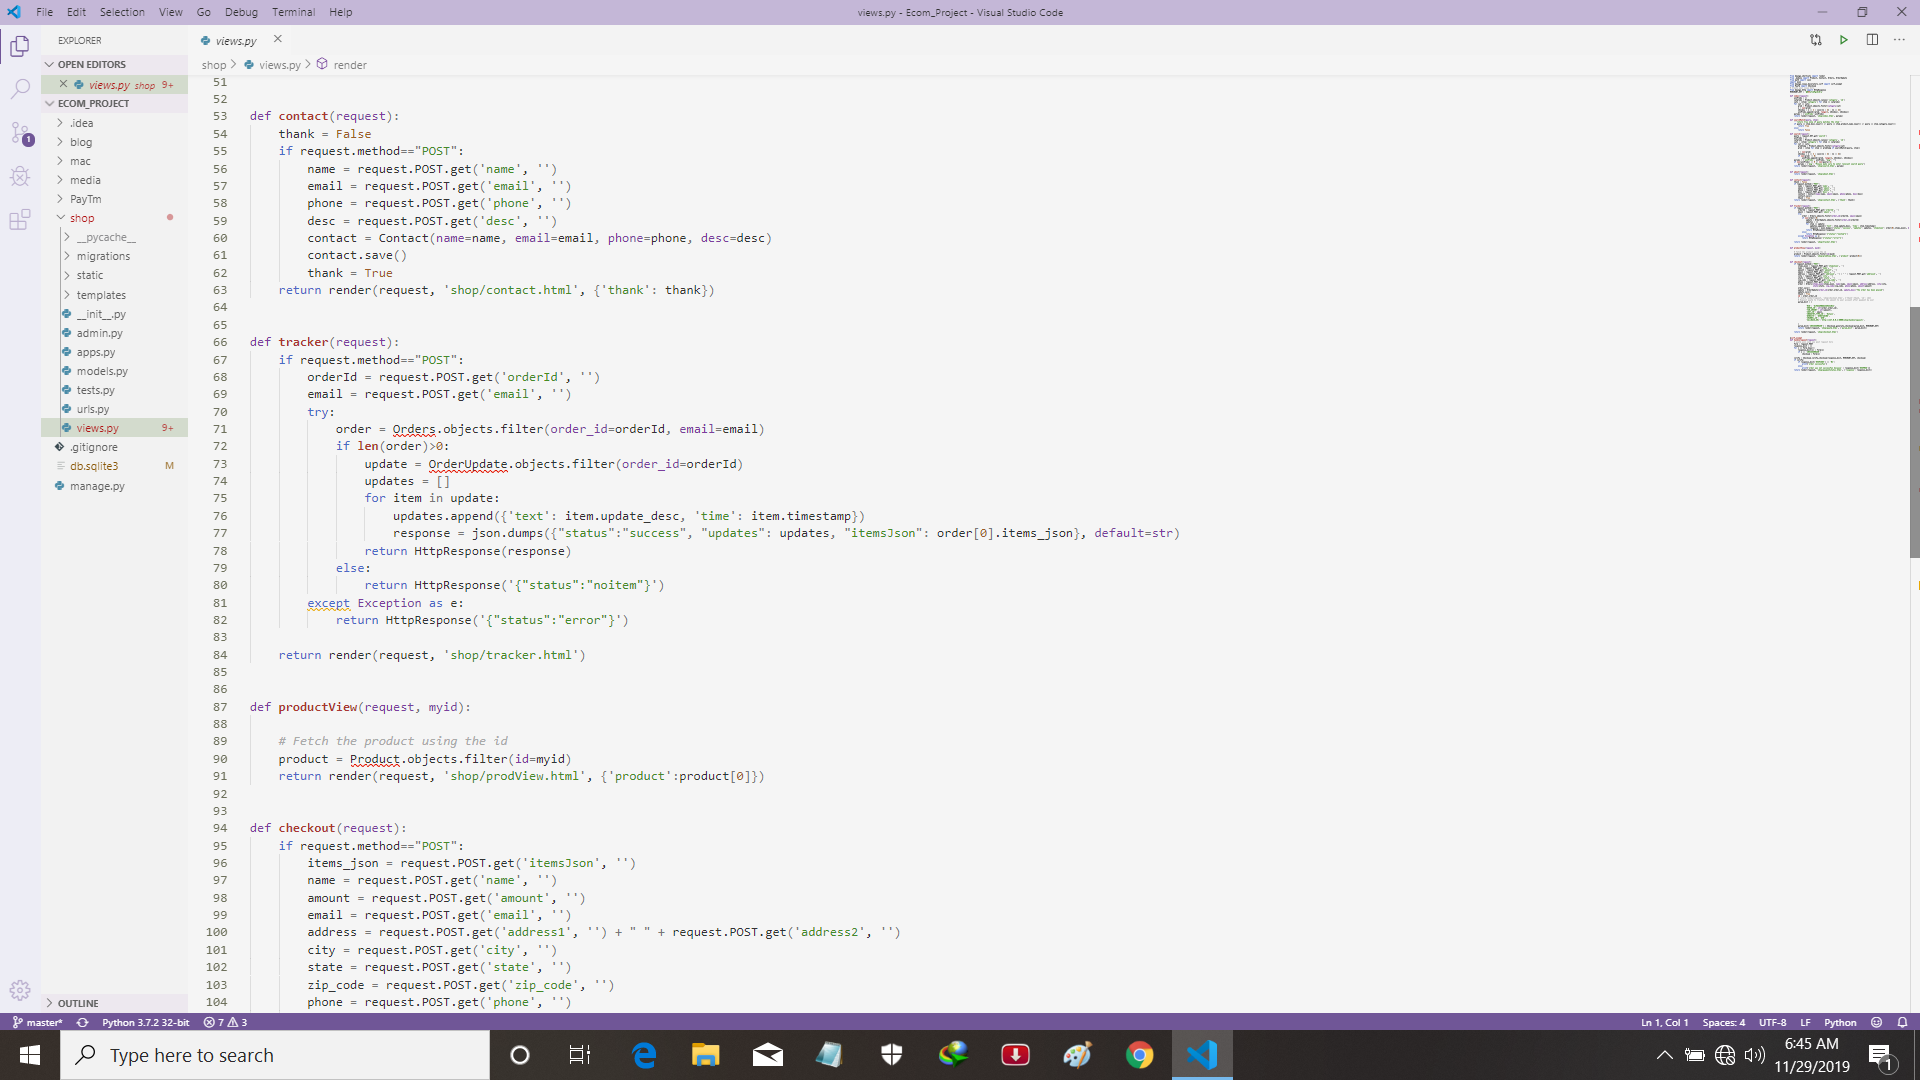 File Edit Selection View Go Debug Terminal Help
views.py - Ecom_Project - Visual Studio Code
EXPLORER
OPEN EDITORS
views.py shop 9+
ECOM_PROJECT
.idea
blog
mac
media
PayTm
shop
__pycache__
migrations
static
templates
__init__.py
admin.py
apps.py
models.py
tests.py
urls.py
views.py 9+
.gitignore
db.sqlite3 M
manage.py
OUTLINE
1
views.py
shop > views.py > render
51
52
53 def contact(request):
54 thank = False
55 if request.method=="POST":
56 name = request.POST.get('name', '')
57 email = request.POST.get('email', '')
58 phone = request.POST.get('phone', '')
59 desc = request.POST.get('desc', '')
60 contact = Contact(name=name, email=email, phone=phone, desc=desc)
61 contact.save()
62 thank = True
63 return render(request, 'shop/contact.html', {'thank': thank})
64
65
66 def tracker(request):
67 if request.method=="POST":
68 orderId = request.POST.get('orderId', '')
69 email = request.POST.get('email', '')
70 try:
71 order = Orders.objects.filter(order_id=orderId, email=email)
72 if len(order)>0:
73 update = OrderUpdate.objects.filter(order_id=orderId)
74 updates = []
75 for item in update:
76 updates.append({'text': item.update_desc, 'time': item.timestamp})
77 response = json.dumps({"status":"success", "updates": updates, "itemsJson": order[0].items_json}, default=str)
78 return HttpResponse(response)
79 else:
80 return HttpResponse('{"status":"noitem"}')
81 except Exception as e:
82 return HttpResponse('{"status":"error"}')
83
84 return render(request, 'shop/tracker.html')
85
86
87 def productView(request, myid):
88
89 # Fetch the product using the id
90 product = Product.objects.filter(id=myid)
91 return render(request, 'shop/prodView.html', {'product':product[0]})
92
93
94 def checkout(request):
95 if request.method=="POST":
96 items_json = request.POST.get('itemsJson', '')
97 name = request.POST.get('name', '')
98 amount = request.POST.get('amount', '')
99 email = request.POST.get('email', '')
100 address = request.POST.get('address1', '') + " " + request.POST.get('address2', '')
101 city = request.POST.get('city', '')
102 state = request.POST.get('state', '')
103 zip_code = request.POST.get('zip_code', '')
104 phone = request.POST.get('phone', '')
master* Python 3.7.2 32-bit 7 3
Ln 1, Col 1 Spaces: 4 UTF-8 LF Python
Type here to search
6:45 AM
11/29/2019
1